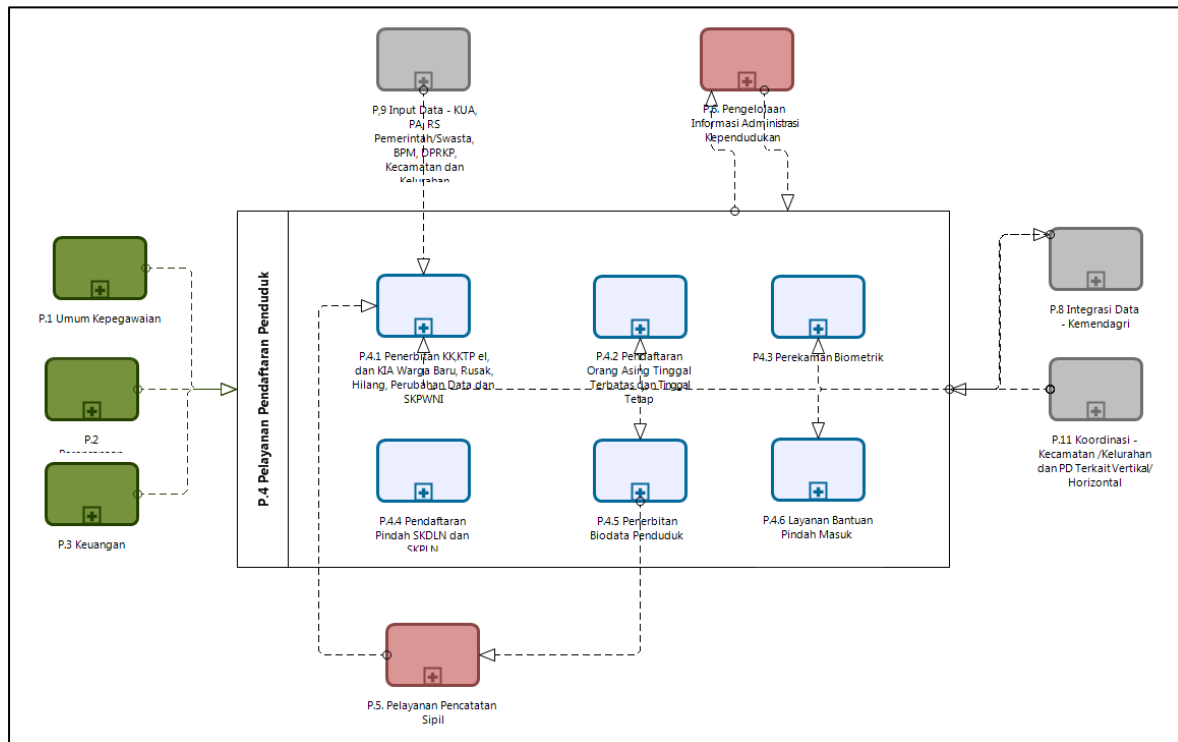 P,9 Input Data - KUA,
PA, RS
Pemerintah/Swasta,
BPM, DPRKP,
Kecamatan dan
Kelurahan
P.6. Pengelolaan
Informasi Administrasi
Kependudukan
P.1 Umum Kepegawaian
P.2
P.3 Keuangan
P.4 Pelayanan Pendaftaran Penduduk
P.4.1 Penerbitan KK,KTP el,
dan KIA Warga Baru, Rusak,
Hilang, Perubahan Data dan
SKPWNI
P.4.2 Pendaftaran
Orang Asing Tinggal
Terbatas dan Tinggal
Tetap
P.4.3 Perekaman Biometrik
P.4.4 Pendaftaran
Pindah SKDLN dan
SKPLN
P.4.5 Penerbitan
Biodata Penduduk
P.4.6 Layanan Bantuan
Pindah Masuk
P.8 Integrasi Data
- Kemendagri
P.11 Koordinasi -
Kecamatan /Kelurahan
dan PD Terkait Vertikal/
Horizontal
P.5. Pelayanan Pencatatan
Sipil